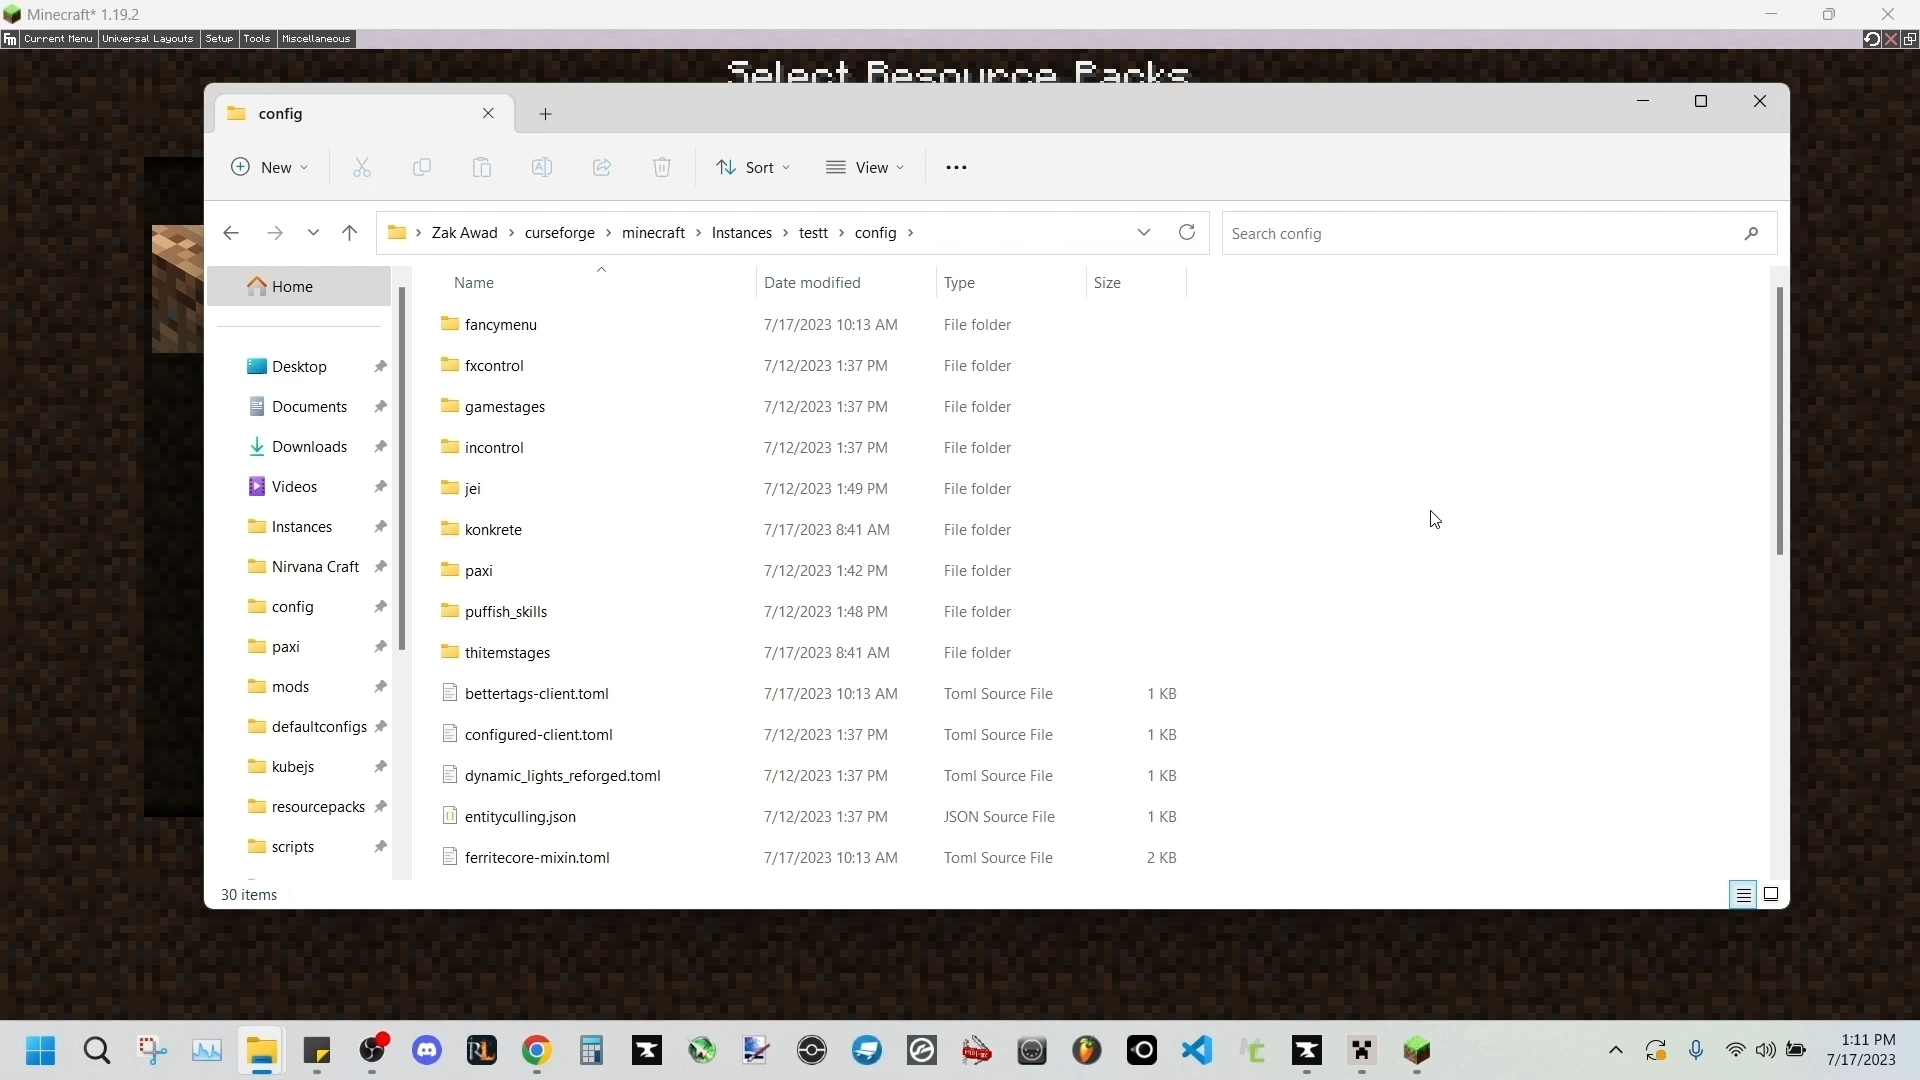 Minecraft* 1.19.2
Current Menu Universal Layouts Setup Tools Miscellaneous
Select Resource Packs
config
New Sort View
Zak Awad curseforge minecraft Instances testt config Search config
Name Date modified Type Size
Home
Desktop
Documents
Downloads
Videos
Instances
Nirvana Craft
config
paxi
mods
defaultconfigs
kubejs
resourcepacks
scripts
fancymenu 7/17/2023 10:13 AM File folder
fxcontrol 7/12/2023 1:37 PM File folder
gamestages 7/12/2023 1:37 PM File folder
incontrol 7/12/2023 1:37 PM File folder
jei 7/12/2023 1:49 PM File folder
konkrete 7/17/2023 8:41 AM File folder
paxi 7/12/2023 1:42 PM File folder
puffish_skills 7/12/2023 1:48 PM File folder
thitemstages 7/17/2023 8:41 AM File folder
bettertags-client.toml 7/17/2023 10:13 AM Toml Source File 1 KB
configured-client.toml 7/12/2023 1:37 PM Toml Source File 1 KB
dynamic_lights_reforged.toml 7/12/2023 1:37 PM Toml Source File 1 KB
entityculling.json 7/12/2023 1:37 PM JSON Source File 1 KB
ferritecore-mixin.toml 7/17/2023 10:13 AM Toml Source File 2 KB
30 items
1:11 PM
7/17/2023